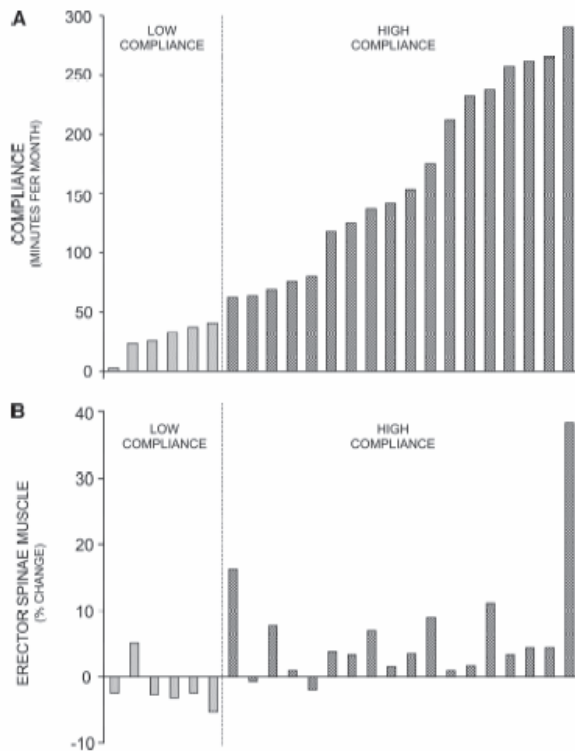 A
LOW
COMPLIANCE
HIGH
COMPLIANCE
COMPLIANCE
(MINUTES PER MONTH)
300
250
200
150
100
50
0
B
LOW
COMPLIANCE
HIGH
COMPLIANCE
ERECTOR SPINAE MUSCLE
(% CHANGE)
40
30
20
10
0
-10